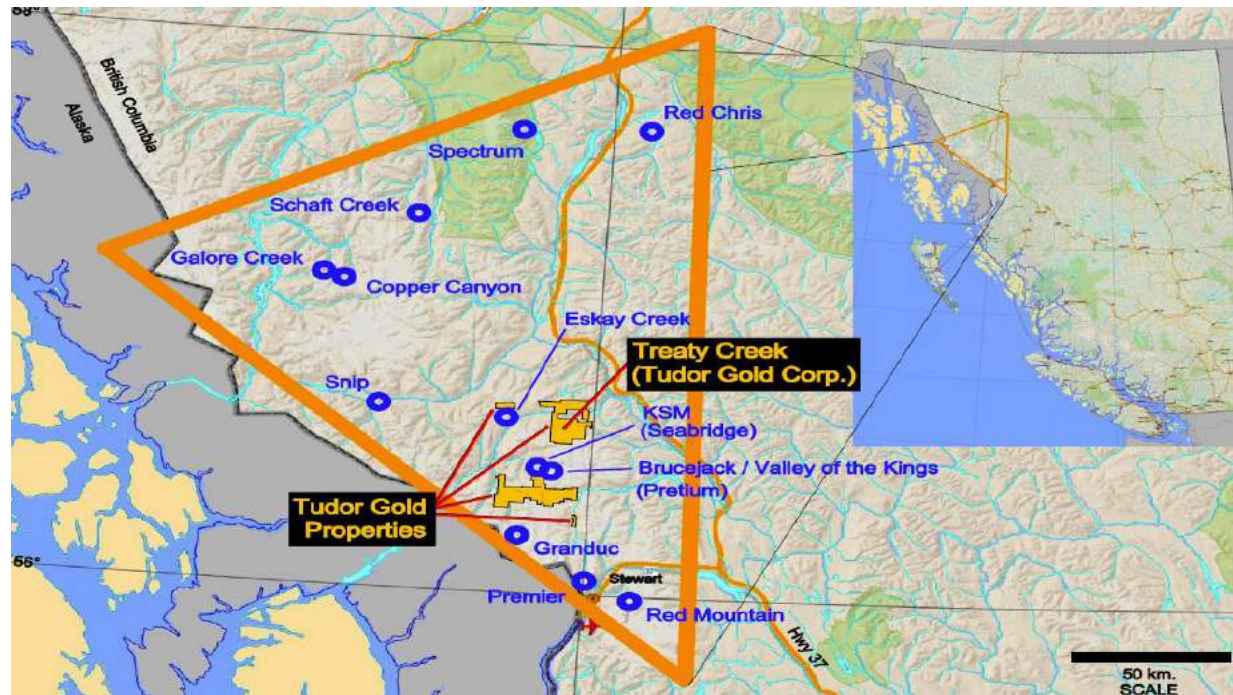 59°
British Columbia
Alaska
Red Chris
Spectrum
Schaft Creek
Galore Creek
Copper Canyon
Eskay Creek
Treaty Creek
(Tudor Gold Corp.)
Snip
KSM
(Seabridge)
Brucejack / Valley of the Kings
(Pretium)
Tudor Gold
Properties
Granduc
56°
Stewart
Premier
Red Mountain
Hwy 37
50 km.
SCALE